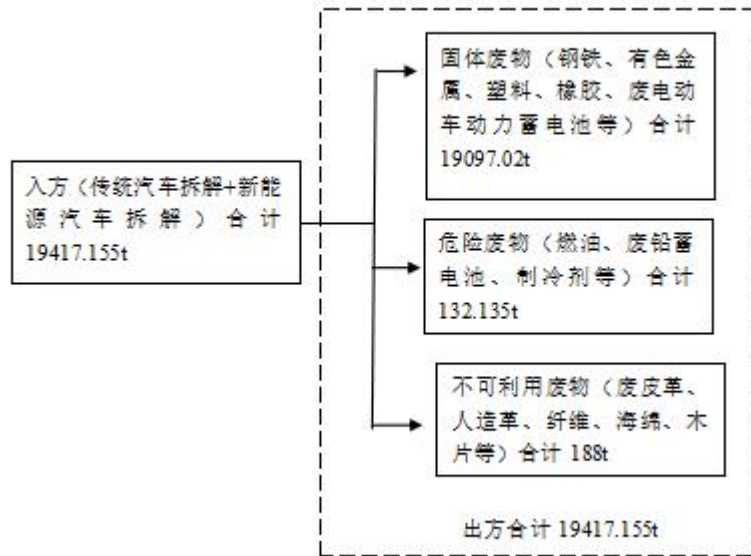 入方（传统汽车拆解+新能
源汽车拆解）合计
19417.155t
固体废物（钢铁、有色金
属、塑料、橡胶、废电动
车动力蓄电池等）合计
19097.02t
危险废物（燃油、废铅蓄
电池、制冷剂等）合计
132.135t
不可利用废物（废皮革、
人造革、纤维、海绵、木
片等）合计 188t
出方合计 19417.155t